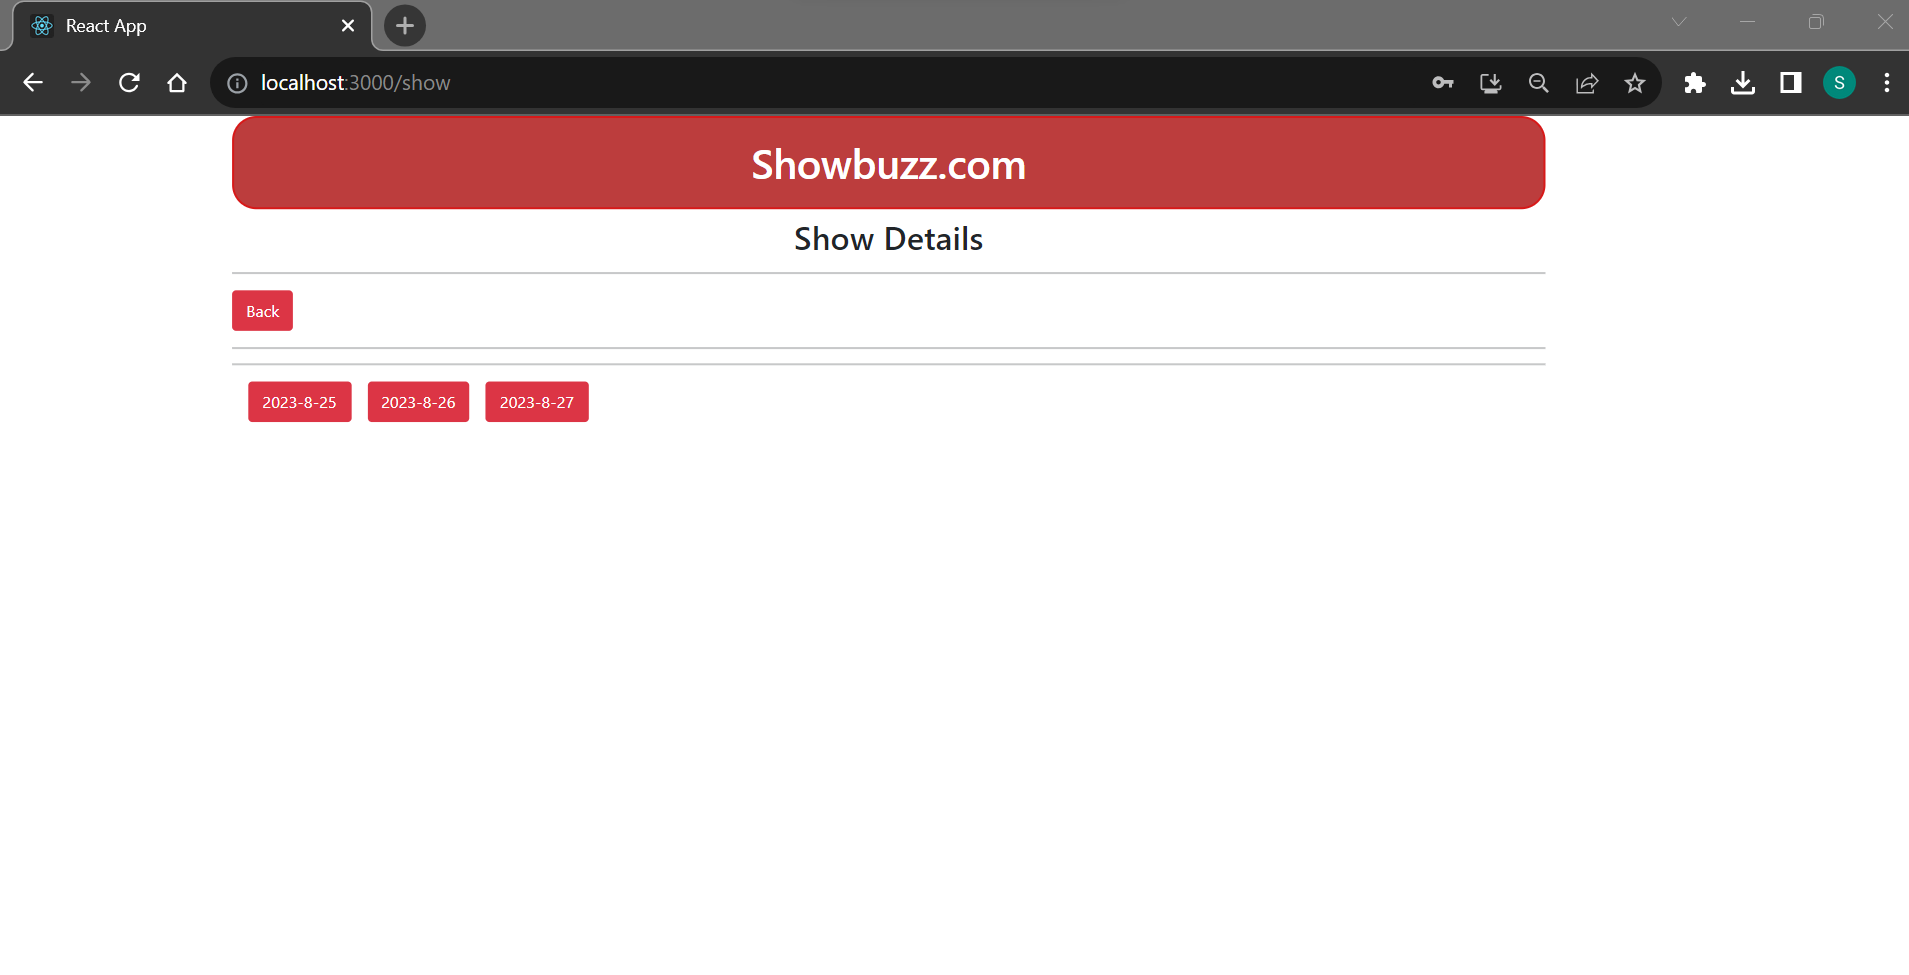 React App
localhost:3000/show
S
Showbuzz.com
Show Details
Back
2023-8-25 2023-8-26 2023-8-27